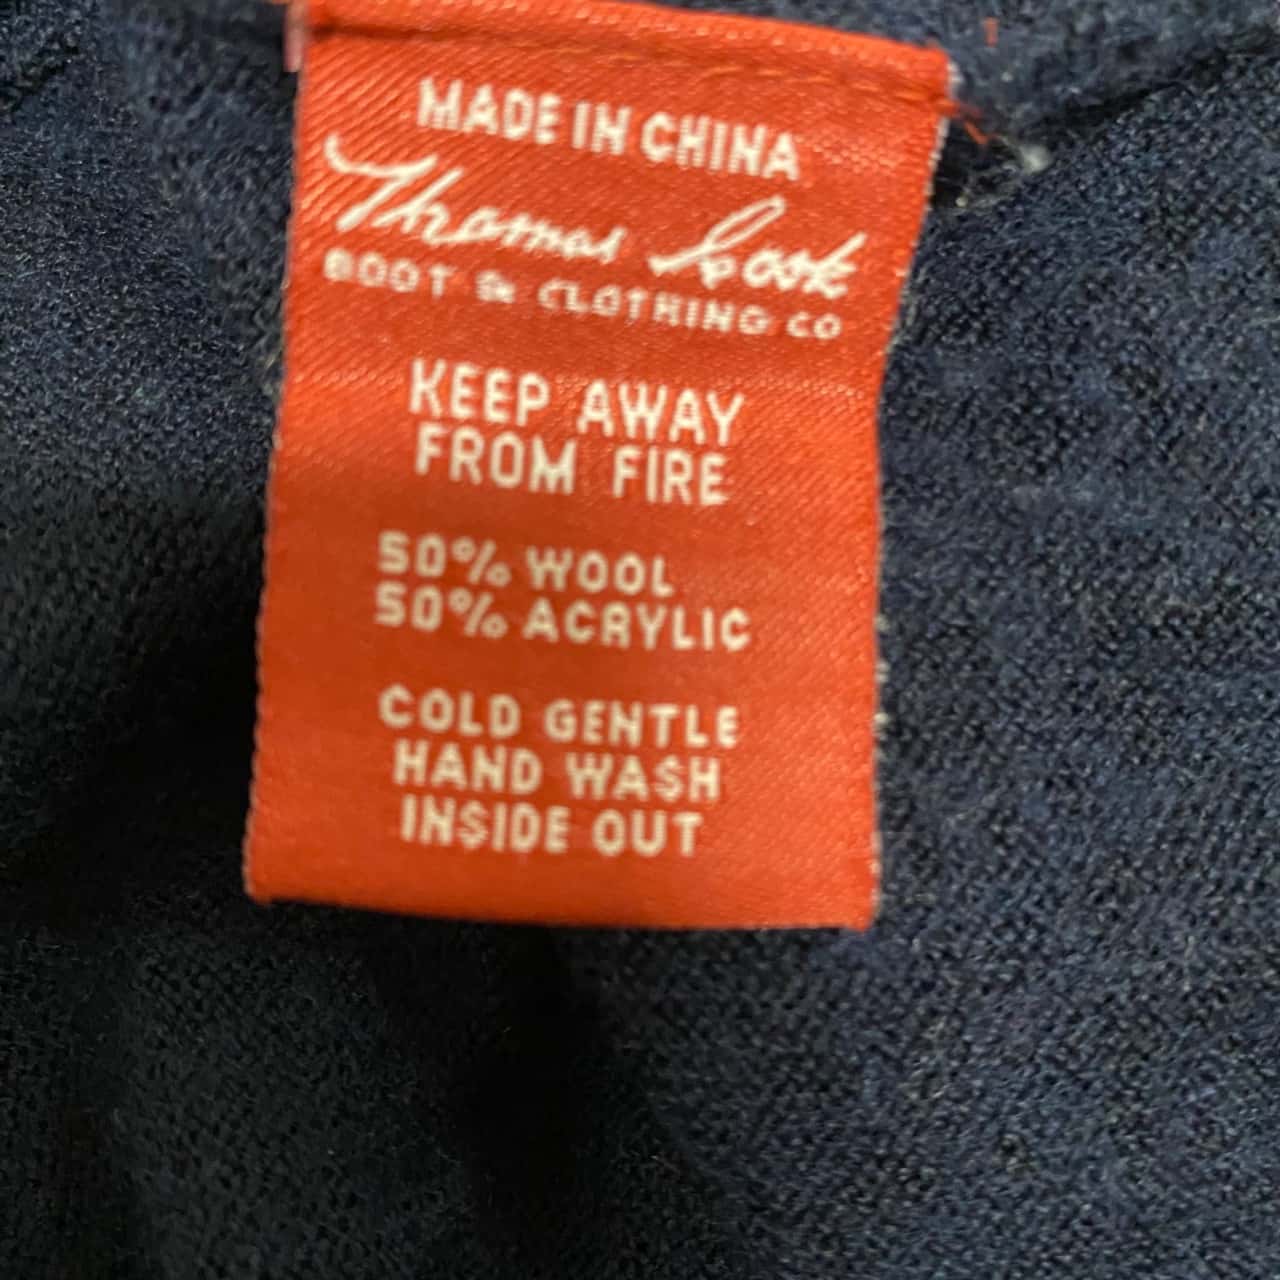 MADE IN CHINA
Thomas Cook
BOOT & CLOTHING CO
KEEP AWAY
FROM FIRE
50% WOOL
50% ACRYLIC
COLD GENTLE
HAND WASH
INSIDE OUT